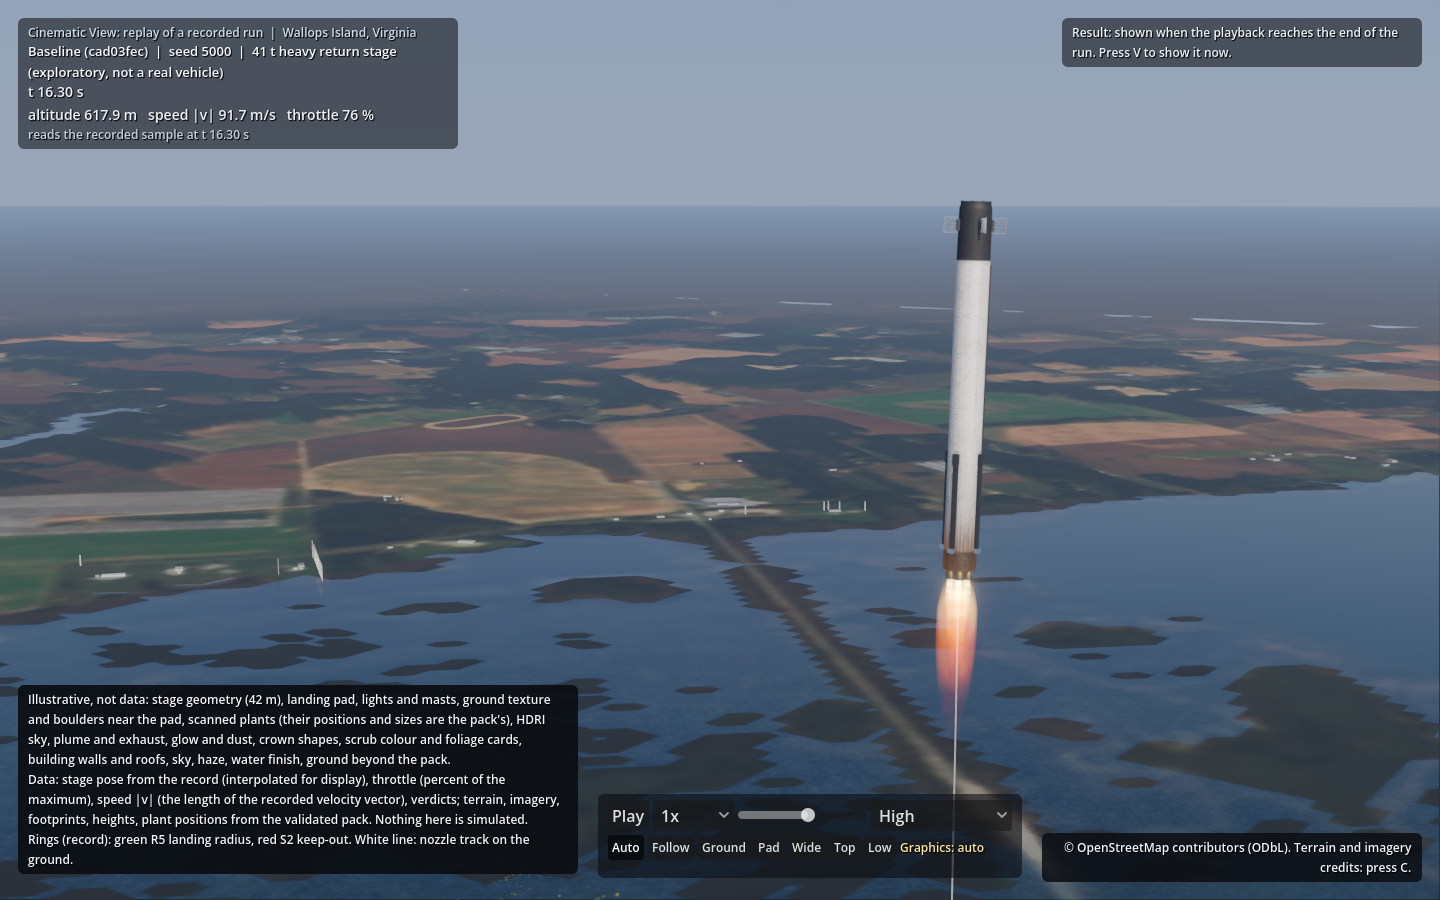 Cinematic View: replay of a recorded run | Wallops Island, Virginia
Baseline (cad03fec) | seed 5000 | 41 t heavy return stage
(exploratory, not a real vehicle)
t 16.30 s
altitude 617.9 m speed |v| 91.7 m/s throttle 76 %
reads the recorded sample at t 16.30 s
Result: shown when the playback reaches the end of the
run. Press V to show it now.
Illustrative, not data: stage geometry (42 m), landing pad, lights and masts, ground texture
and boulders near the pad, scanned plants (their positions and sizes are the pack's), HDRI
sky, plume and exhaust, glow and dust, crown shapes, scrub colour and foliage cards,
building walls and roofs, sky, haze, water finish, ground beyond the pack.
Data: stage pose from the record (interpolated for display), throttle (percent of the
maximum), speed |v| (the length of the recorded velocity vector), verdicts; terrain, imagery,
footprints, heights, plant positions from the validated pack. Nothing here is simulated.
Rings (record): green R5 landing radius, red S2 keep-out. White line: nozzle track on the
ground.
Play 1x High
Auto Follow Ground Pad Wide Top Low Graphics: auto
© OpenStreetMap contributors (ODbL). Terrain and imagery
credits: press C.